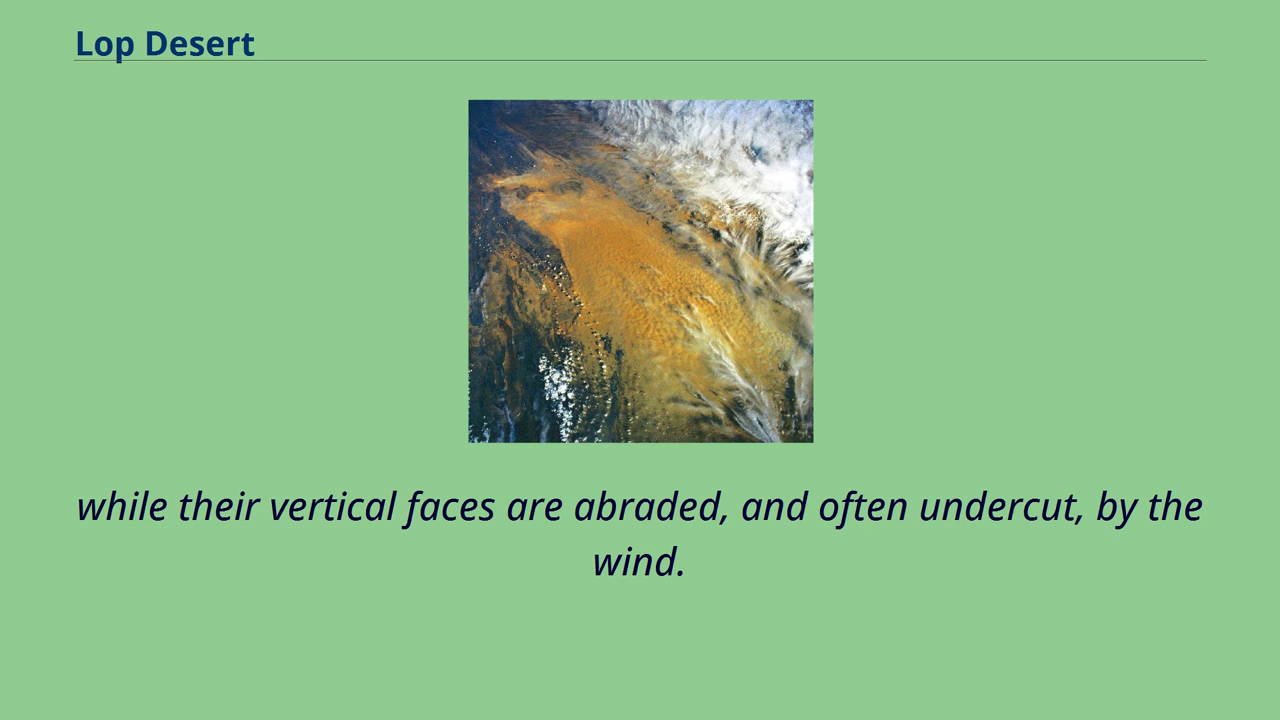 Lop Desert
while their vertical faces are abraded, and often undercut, by the
wind.